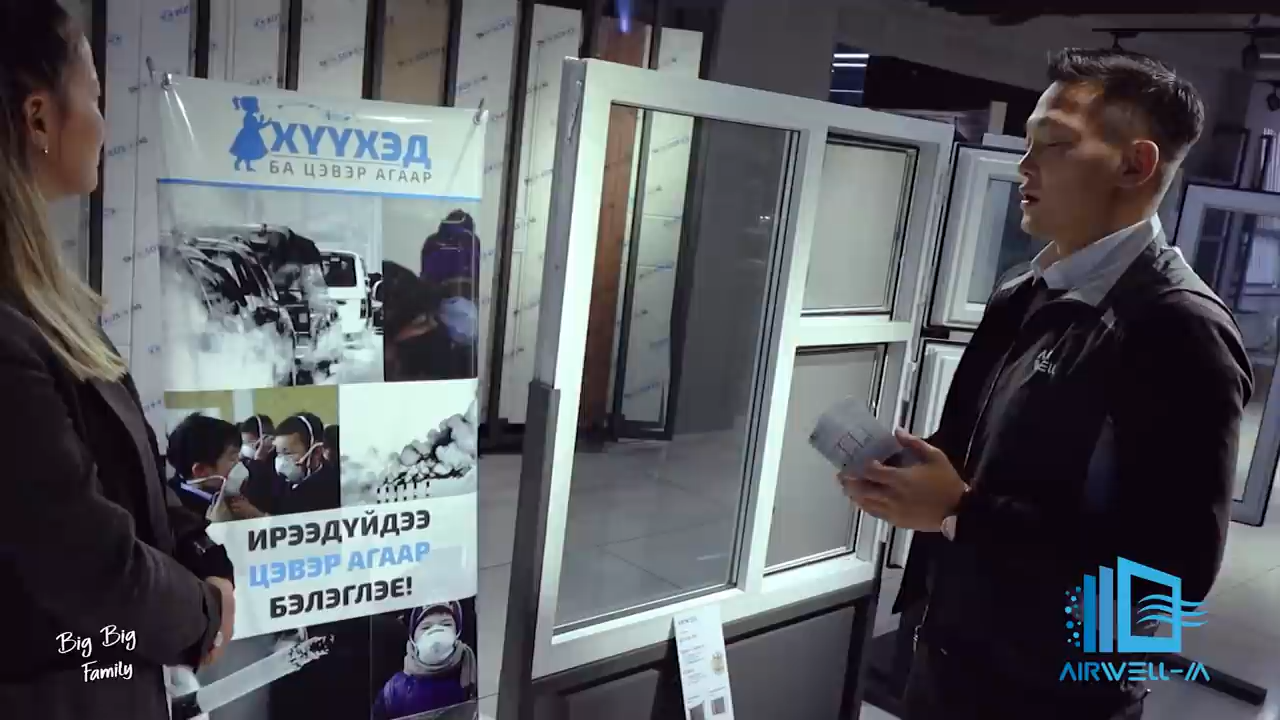 ХҮҮХЭД
БА ЦЭВЭР АГААР
ИРЭЭДҮЙДЭЭ
ЦЭВЭР АГААР
БЭЛЭГЛЭЕ!
Big Big
Family
AIRWELL-M